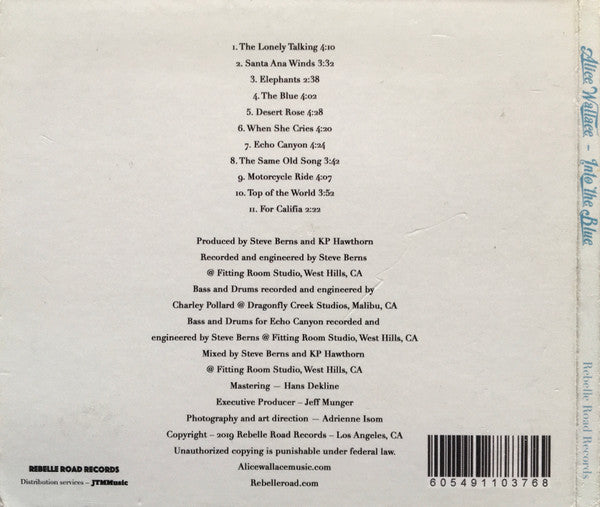 1. The Lonely Talking 4:10
2. Santa Ana Winds 3:32
3. Elephants 2:38
4. The Blue 4:02
5. Desert Rose 4:28
6. When She Cries 4:20
7. Echo Canyon 4:24
8. The Same Old Song 3:42
9. Motorcycle Ride 4:07
10. Top of the World 3:52
11. For Califia 2:22
Produced by Steve Berns and KP Hawthorn
Recorded and engineered by Steve Berns
@ Fitting Room Studio, West Hills, CA
Bass and Drums recorded and engineered by
Charley Pollard @ Dragonfly Creek Studios, Malibu, CA
Bass and Drums for Echo Canyon recorded and
engineered by Steve Berns @ Fitting Room Studio, West Hills, CA
Mixed by Steve Berns and KP Hawthorn
@ Fitting Room Studio, West Hills, CA
Mastering — Hans Dekline
Executive Producer – Jeff Munger
Photography and art direction – Adrienne Isom
Copyright – 2019 Rebelle Road Records – Los Angeles, CA
Unauthorized copying is punishable under federal law.
Alicewallacemusic.com
Rebelleroad.com
REBELLE ROAD RECORDS
Distribution services – JTMMusic
605491103768
Alice Wallace – Into the Blue
Rebelle Road Records